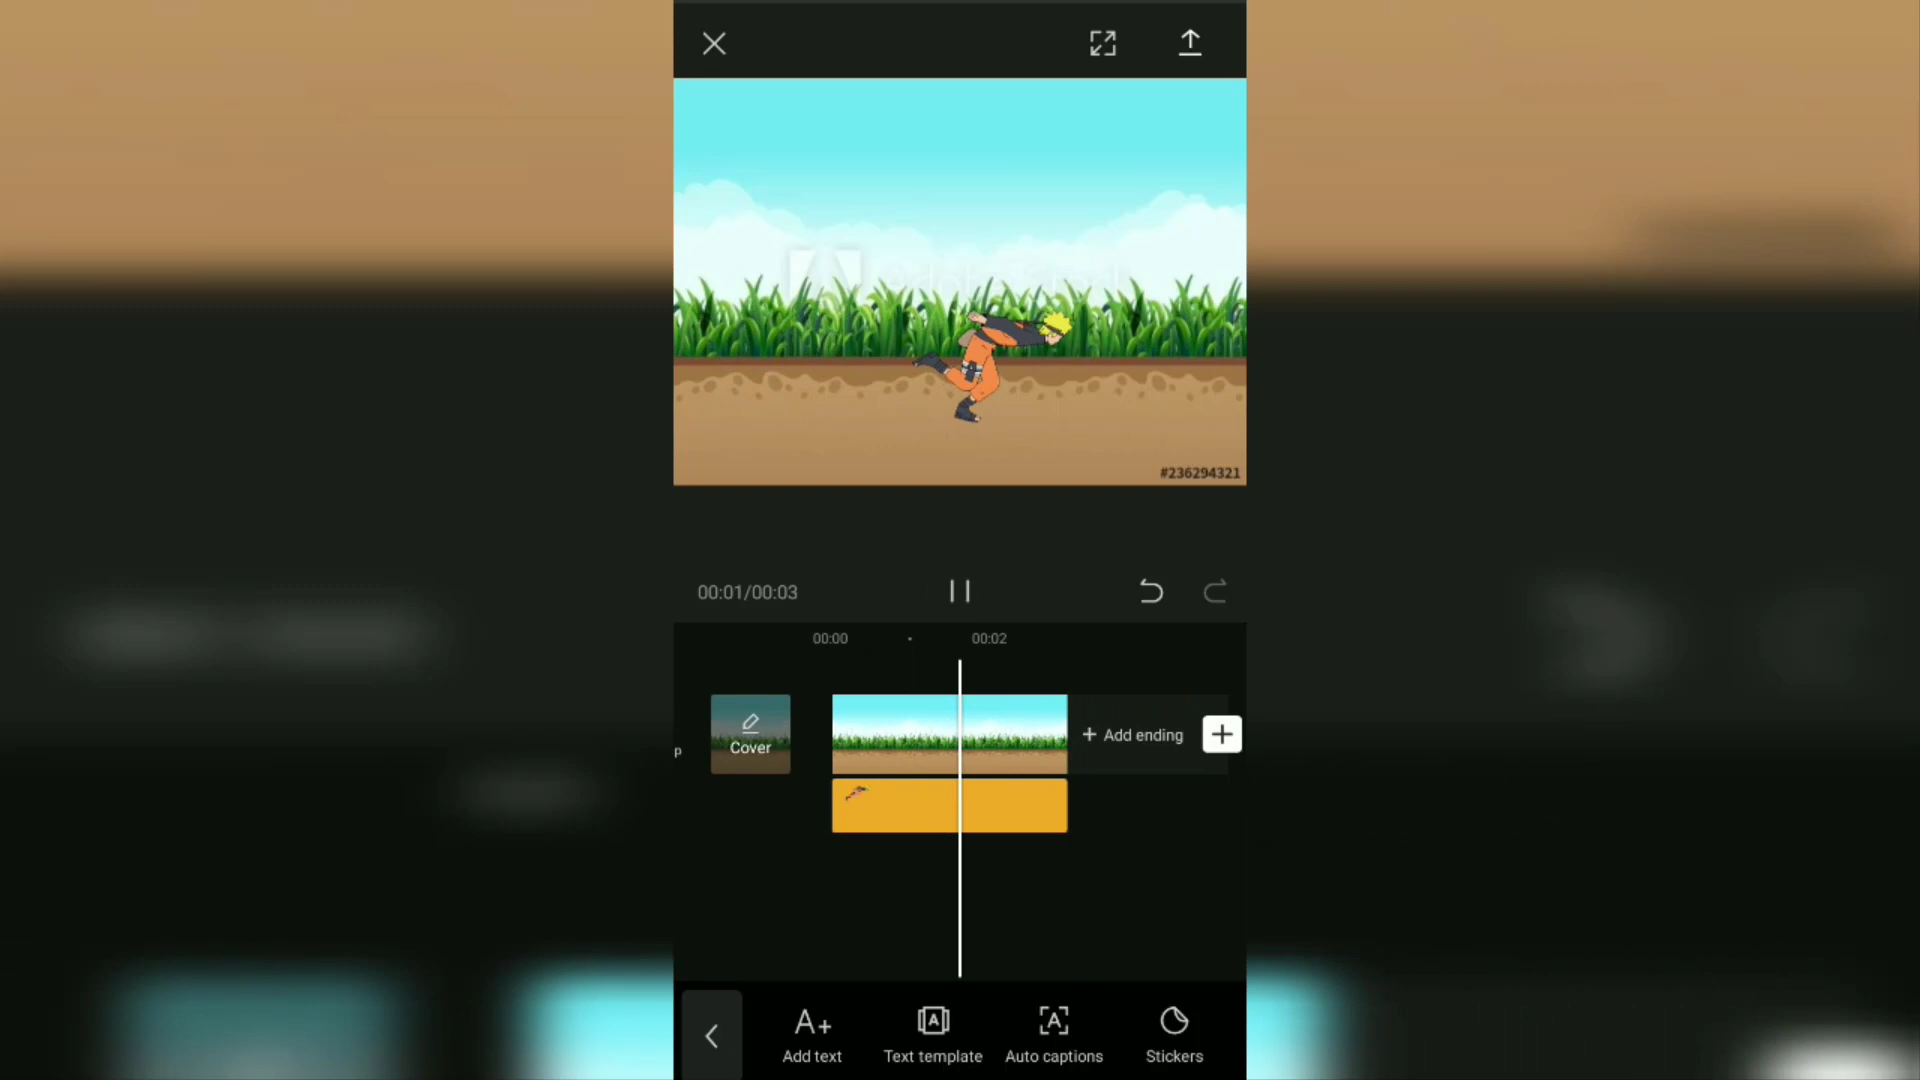 #236294321
00:01/00:03
00:00
00:02
p
Cover
+ Add ending
Add text
Text template
Auto captions
Stickers